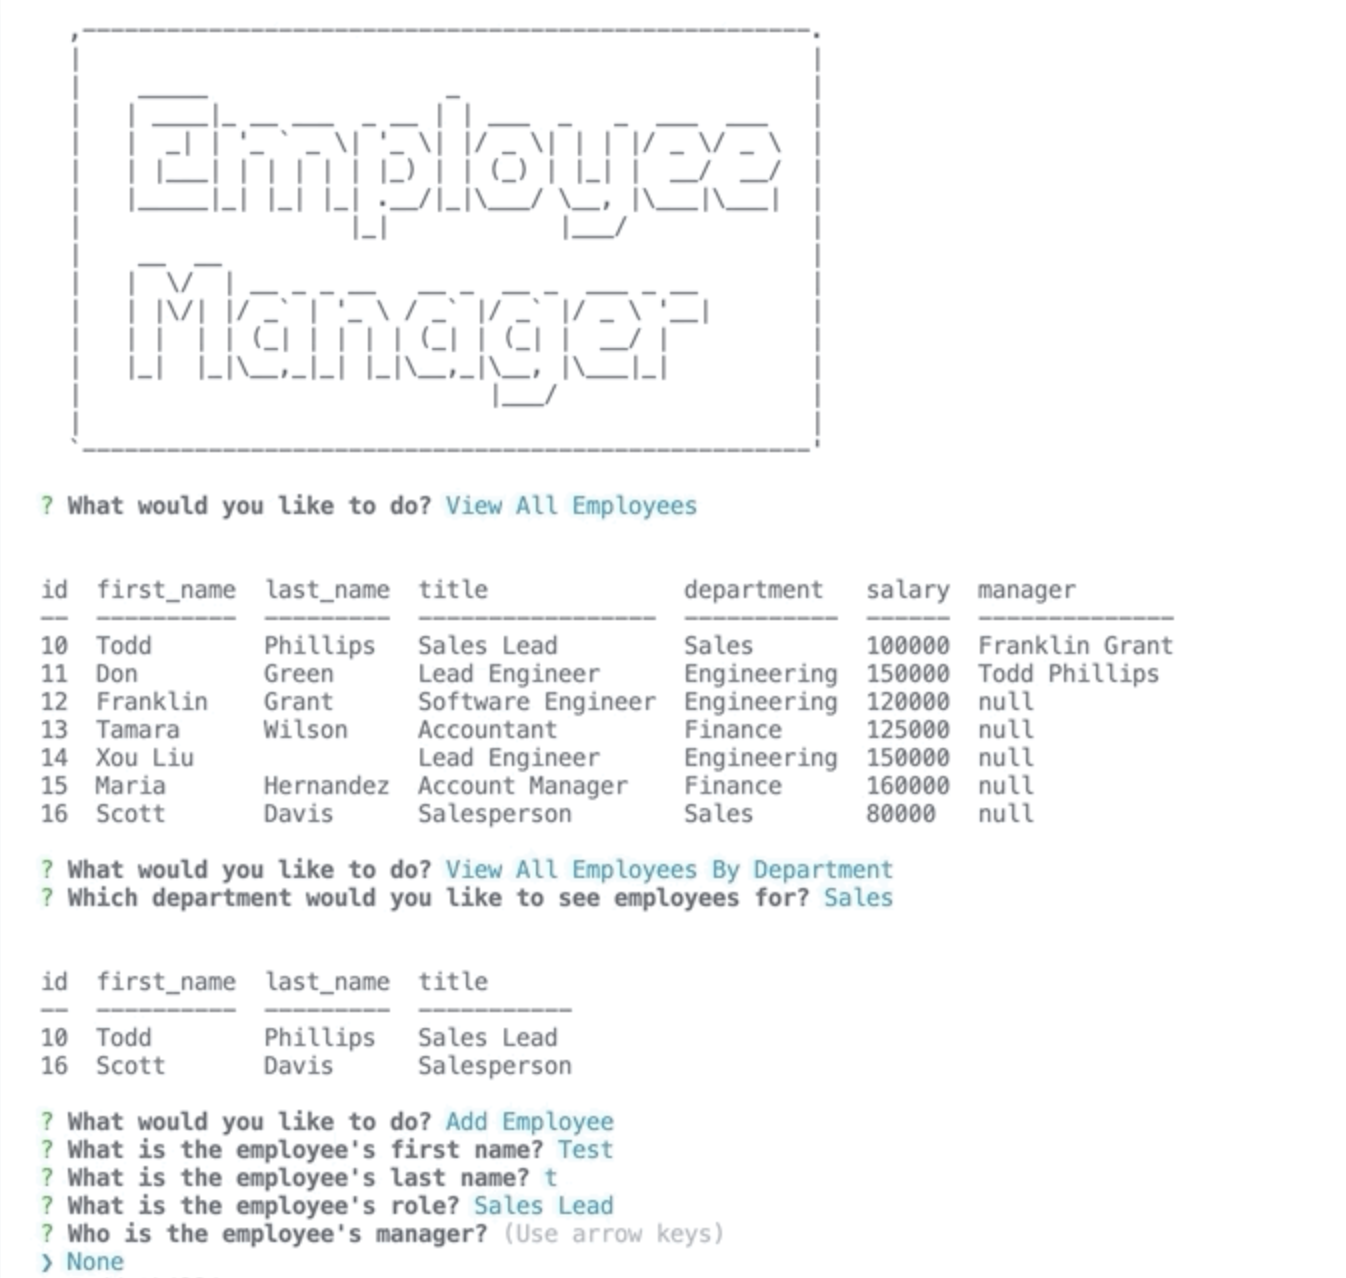 Employee
Manager
? What would you like to do? View All Employees
id first_name last_name title department salary manager
10 Todd Phillips Sales Lead Sales 100000 Franklin Grant
11 Don Green Lead Engineer Engineering 150000 Todd Phillips
12 Franklin Grant Software Engineer Engineering 120000 null
13 Tamara Wilson Accountant Finance 125000 null
14 Xou Liu Lead Engineer Engineering 150000 null
15 Maria Hernandez Account Manager Finance 160000 null
16 Scott Davis Salesperson Sales 80000 null
? What would you like to do? View All Employees By Department
? Which department would you like to see employees for? Sales
id first_name last_name title
10 Todd Phillips Sales Lead
16 Scott Davis Salesperson
? What would you like to do? Add Employee
? What is the employee's first name? Test
? What is the employee's last name? t
? What is the employee's role? Sales Lead
? Who is the employee's manager? (Use arrow keys)
❯ None